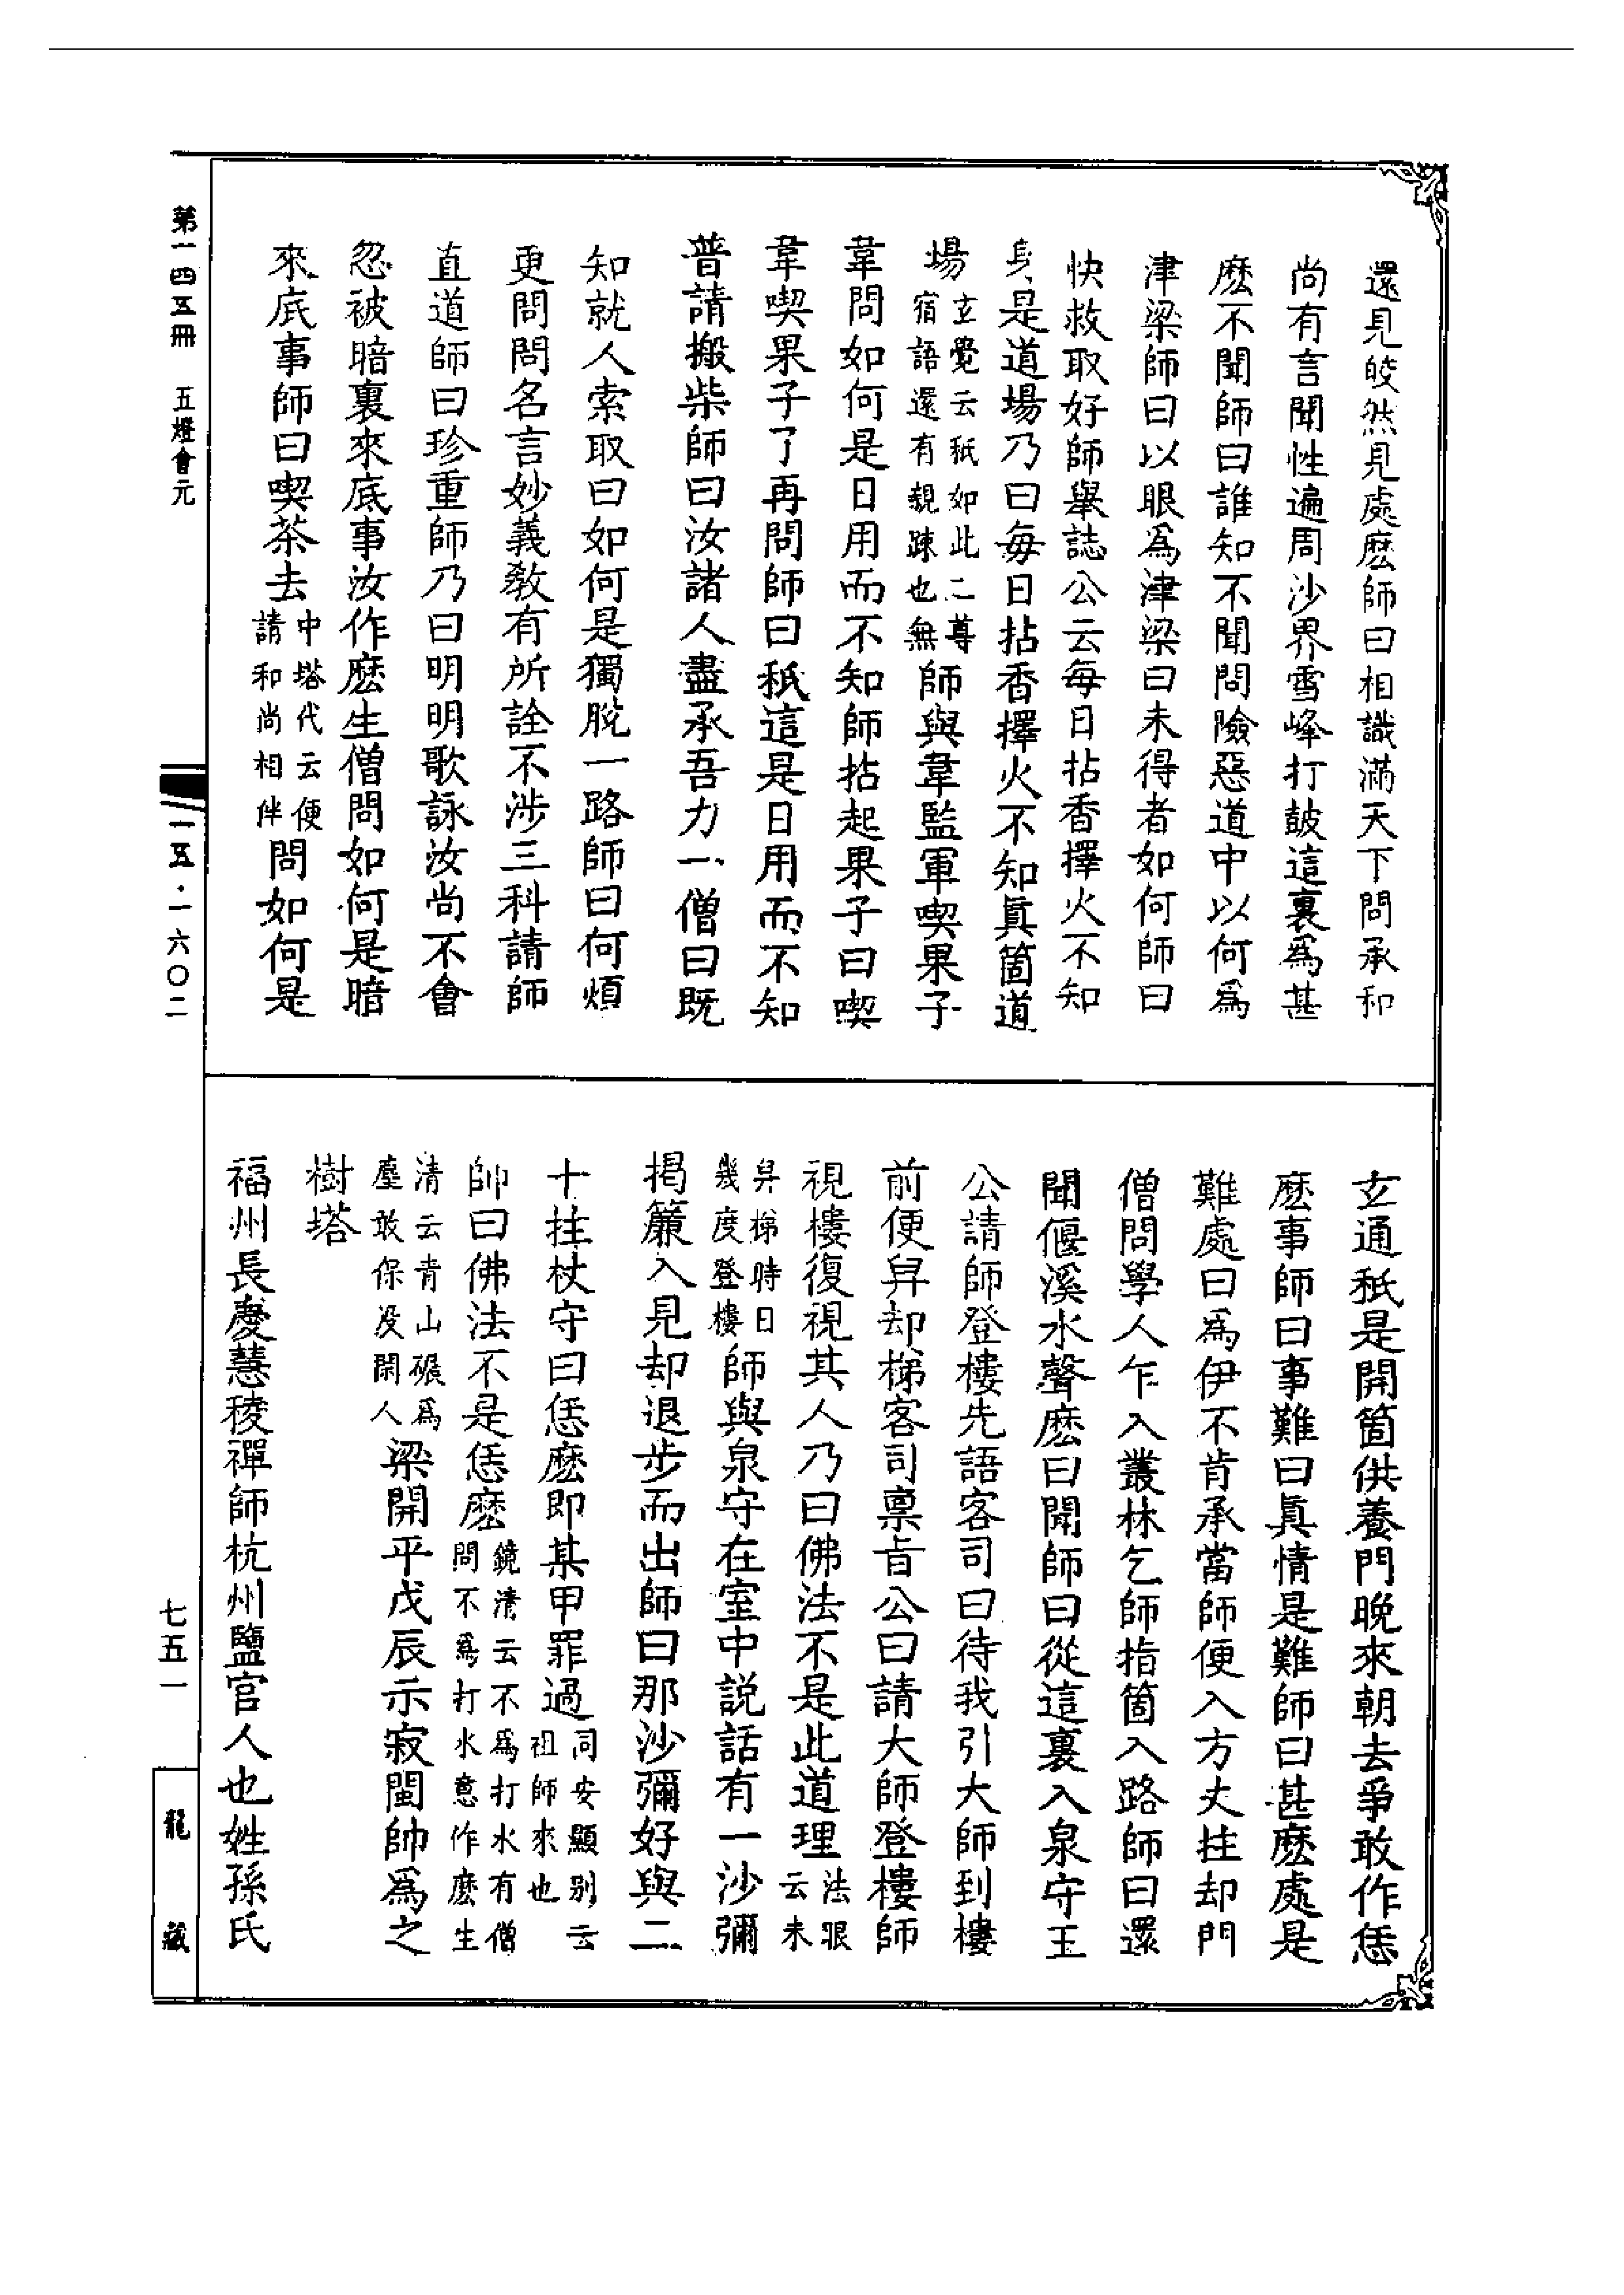 還見皎然見處麽師曰相識滿天下問承和
尚有言聞性遍周沙界雪峰打鼓這裏爲甚
麽不聞師曰誰知不聞問險惡道中以何爲
津梁師曰以眼爲津梁曰未得者如何師曰
快救取好師舉誌公云每日拈香擇火不知
身是道場乃曰每日拈香擇火不知眞箇道
場玄覺云秖如此二尊宿語還有親疎也無師與韋監軍喫果子
韋問如何是日用而不知師拈起果子曰喫
韋喫果子了再問師曰秖這是日用而不知
普請搬柴師曰汝諸人盡承吾力一僧曰既
知就人索取曰如何是獨脫一路師曰何煩
更問問名言妙義教有所詮不涉三科請師
直道師曰珍重師乃曰明明歌詠汝尚不會
忽被暗裏來底事汝作麽生僧問如何是暗
來底事師曰喫茶去中塔代云便請和尚相伴問如何是
第一四五冊 五燈會元
一五·一六〇二
玄通秖是開箇供養門晚來朝去爭敢作恁
麽事師曰事難曰眞情是難師曰甚麽處是
難處曰爲伊不肯承當師便入方丈拄却門
僧問學人乍入叢林乞師指箇入路師曰還
聞偃溪水聲麽曰聞師曰從這裏入泉守王
公請師登樓先語客司曰待我引大師到樓
前便舁却梯客司禀旨公曰請大師登樓師
視樓復視其人乃曰佛法不是此道理法眼云未
舁梯時日幾度登樓師與泉守在室中説話有一沙彌
揭簾入見却退步而出師曰那沙彌好與二
十拄杖守曰恁麽即某甲罪過同安顯別云祖師來也
師曰佛法不是恁麽鏡清云不爲打水有僧問不爲打水意作麽生
清云青山碾爲塵敢保没閑人梁開平戊辰示寂閩帥爲之
樹塔
福州長慶慧稜禪師杭州鹽官人也姓孫氏
七五一
龍藏